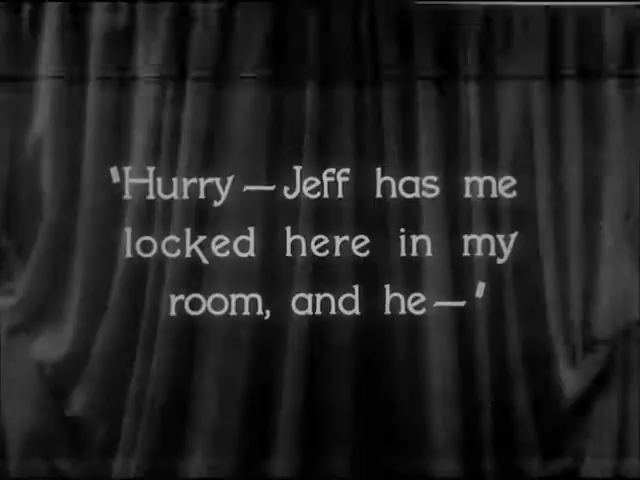 'Hurry — Jeff has me
locked here in my
room, and he —'